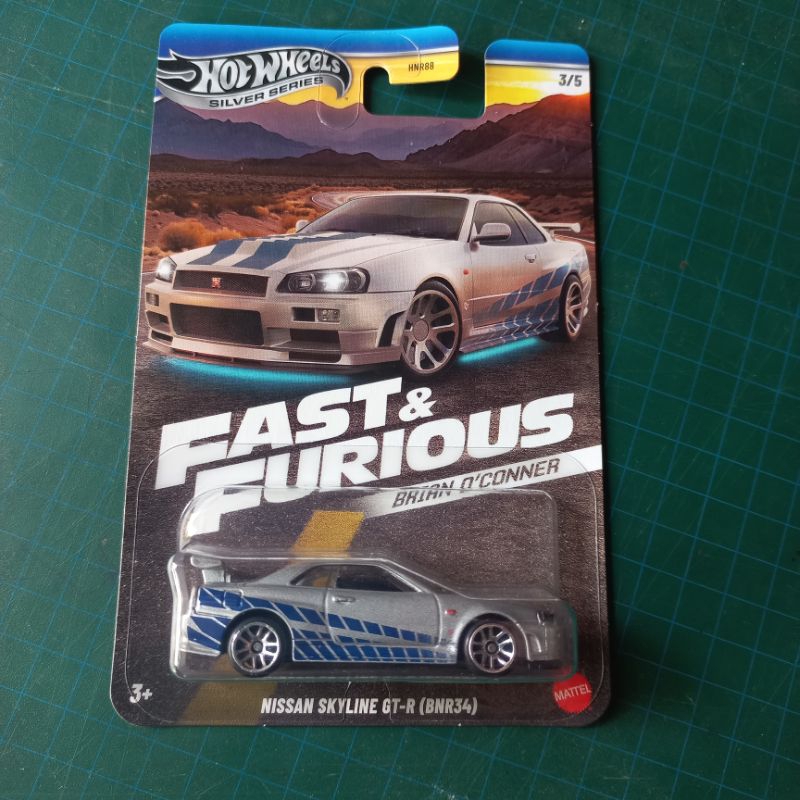 HOT WHEELS
SILVER SERIES
HNR88
3/5
FAST &
FURIOUS
BRIAN O'CONNER
3+
NISSAN SKYLINE GT-R (BNR34)
MATTEL